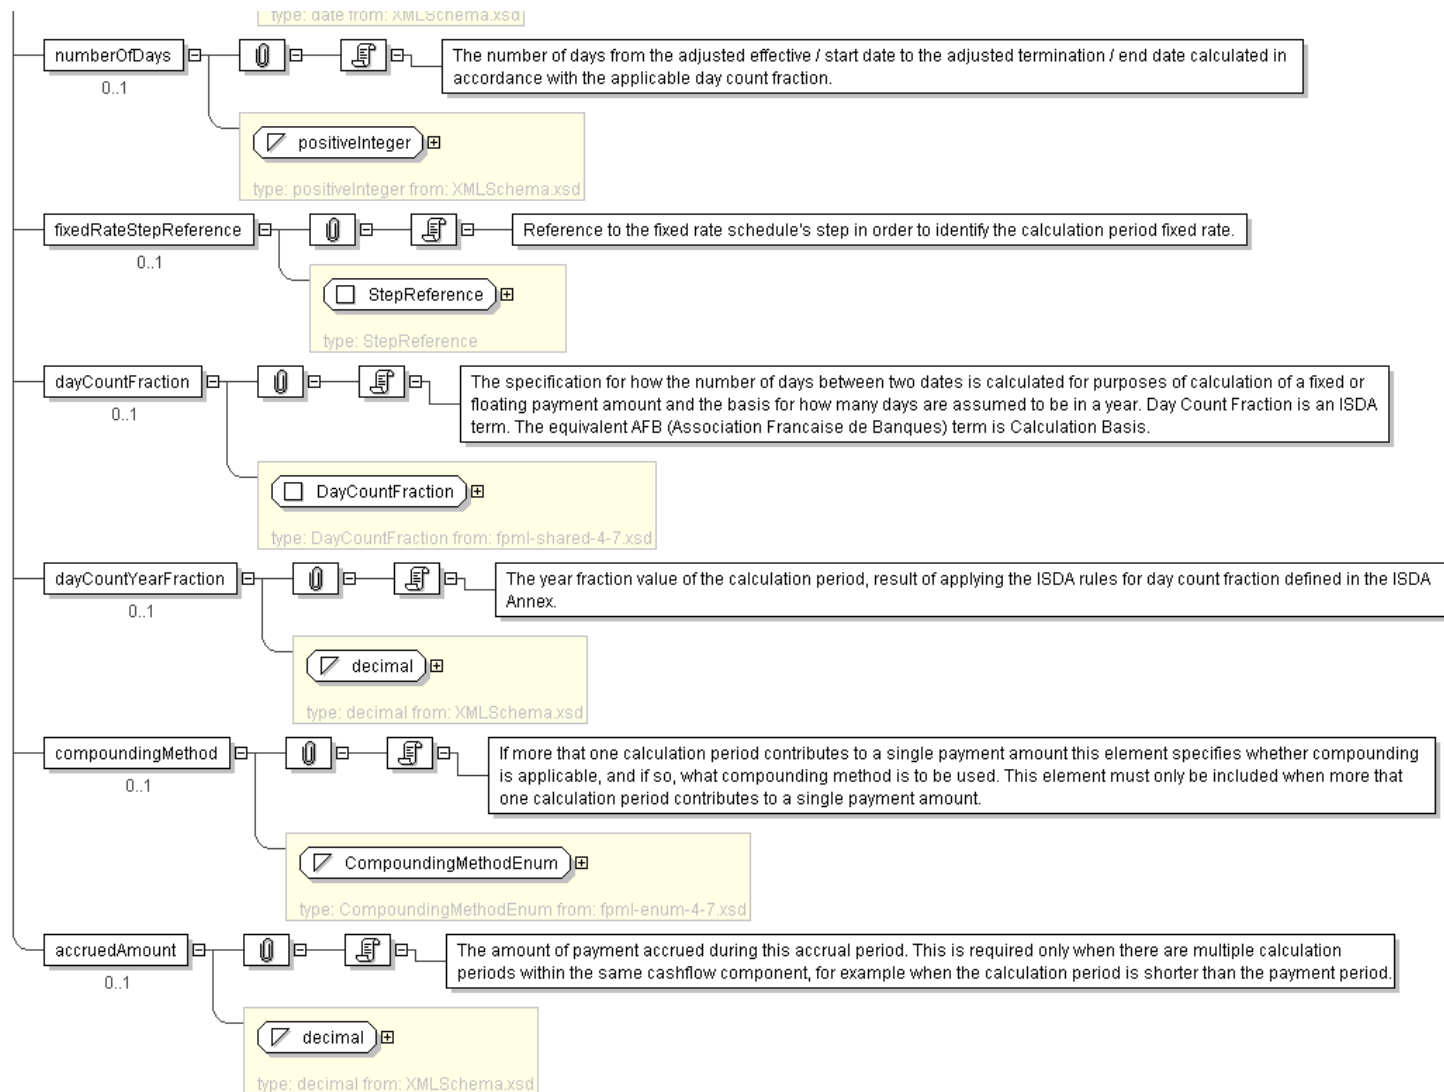 type: date from: XMLSchema.xsd
numberOfDays
The number of days from the adjusted effective / start date to the adjusted termination / end date calculated in
accordance with the applicable day count fraction.
0..1
positiveInteger
type: positiveInteger from: XMLSchema.xsd
fixedRateStepReference
Reference to the fixed rate schedule's step in order to identify the calculation period fixed rate.
0..1
StepReference
type: StepReference
dayCountFraction
The specification for how the number of days between two dates is calculated for purposes of calculation of a fixed or
floating payment amount and the basis for how many days are assumed to be in a year. Day Count Fraction is an ISDA
term. The equivalent AFB (Association Francaise de Banques) term is Calculation Basis.
0..1
DayCountFraction
type: DayCountFraction from: fpml-shared-4-7.xsd
dayCountYearFraction
The year fraction value of the calculation period, result of applying the ISDA rules for day count fraction defined in the ISDA
Annex.
0..1
decimal
type: decimal from: XMLSchema.xsd
compoundingMethod
If more that one calculation period contributes to a single payment amount this element specifies whether compounding
is applicable, and if so, what compounding method is to be used. This element must only be included when more that
one calculation period contributes to a single payment amount.
0..1
CompoundingMethodEnum
type: CompoundingMethodEnum from: fpml-enum-4-7.xsd
accruedAmount
The amount of payment accrued during this accrual period. This is required only when there are multiple calculation
periods within the same cashflow component, for example when the calculation period is shorter than the payment period.
0..1
decimal
type: decimal from: XMLSchema.xsd